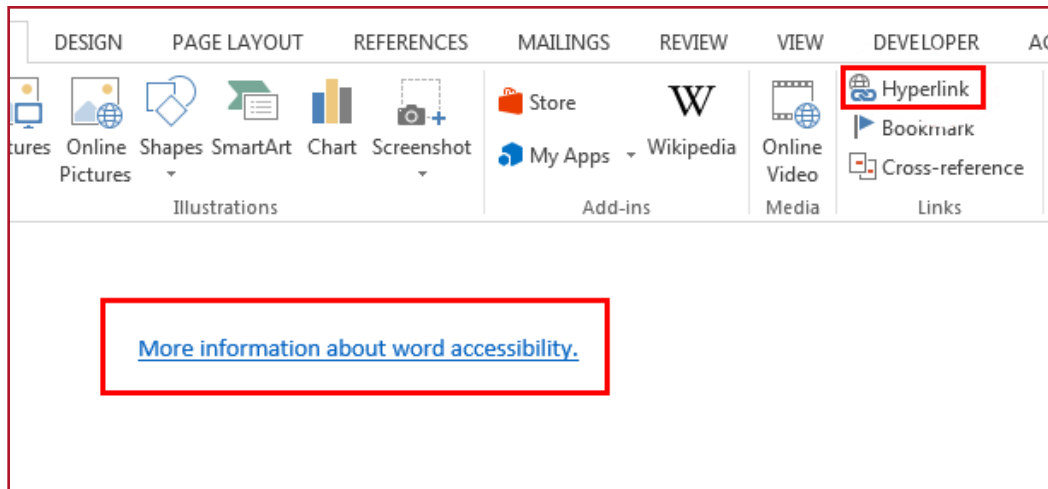 DESIGN PAGE LAYOUT REFERENCES MAILINGS REVIEW VIEW DEVELOPER
Hyperlink
Store
Bookmark
tures Online Shapes SmartArt Chart Screenshot My Apps Wikipedia Online
Pictures Video
Cross-reference
Illustrations Add-ins Media Links
More information about word accessibility.